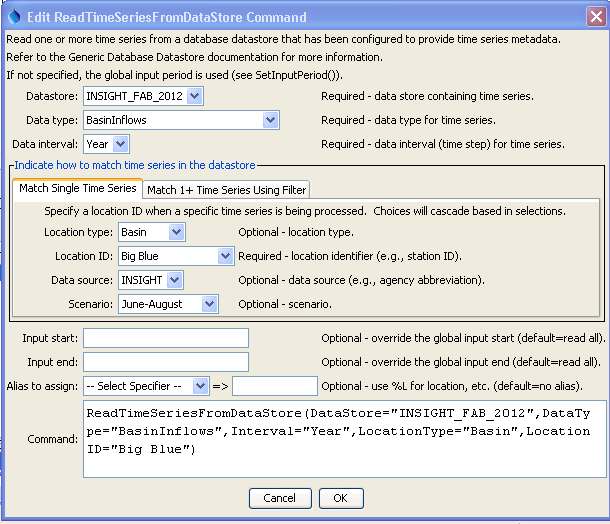 Edit ReadTimeSeriesFromDataStore Command
Read one or more time series from a database datastore that has been configured to provide time series metadata.
Refer to the Generic Database Datastore documentation for more information.
If not specified, the global input period is used (see SetInputPeriod()).
Datastore: INSIGHT_FAB_2012 Required - data store containing time series.
Data type: BasinInflows Required - data type for time series.
Data interval: Year Required - data interval (time step) for time series.
Indicate how to match time series in the datastore
Match Single Time Series Match 1+ Time Series Using Filter
Specify a location ID when a specific time series is being processed. Choices will cascade based in selections.
Location type: Basin Optional - location type.
Location ID: Big Blue Required - location identifier (e.g., station ID).
Data source: INSIGHT Optional - data source (e.g., agency abbreviation).
Scenario: June-August Optional - scenario.
Input start: Optional - override the global input start (default=read all).
Input end: Optional - override the global input end (default=read all).
Alias to assign: -- Select Specifier -- => Optional - use %L for location, etc. (default=no alias).
ReadTimeSeriesFromDataStore(DataStore="INSIGHT_FAB_2012",DataTy
pe="BasinInflows",Interval="Year",LocationType="Basin",Location
Command: ID="Big Blue")
Cancel OK